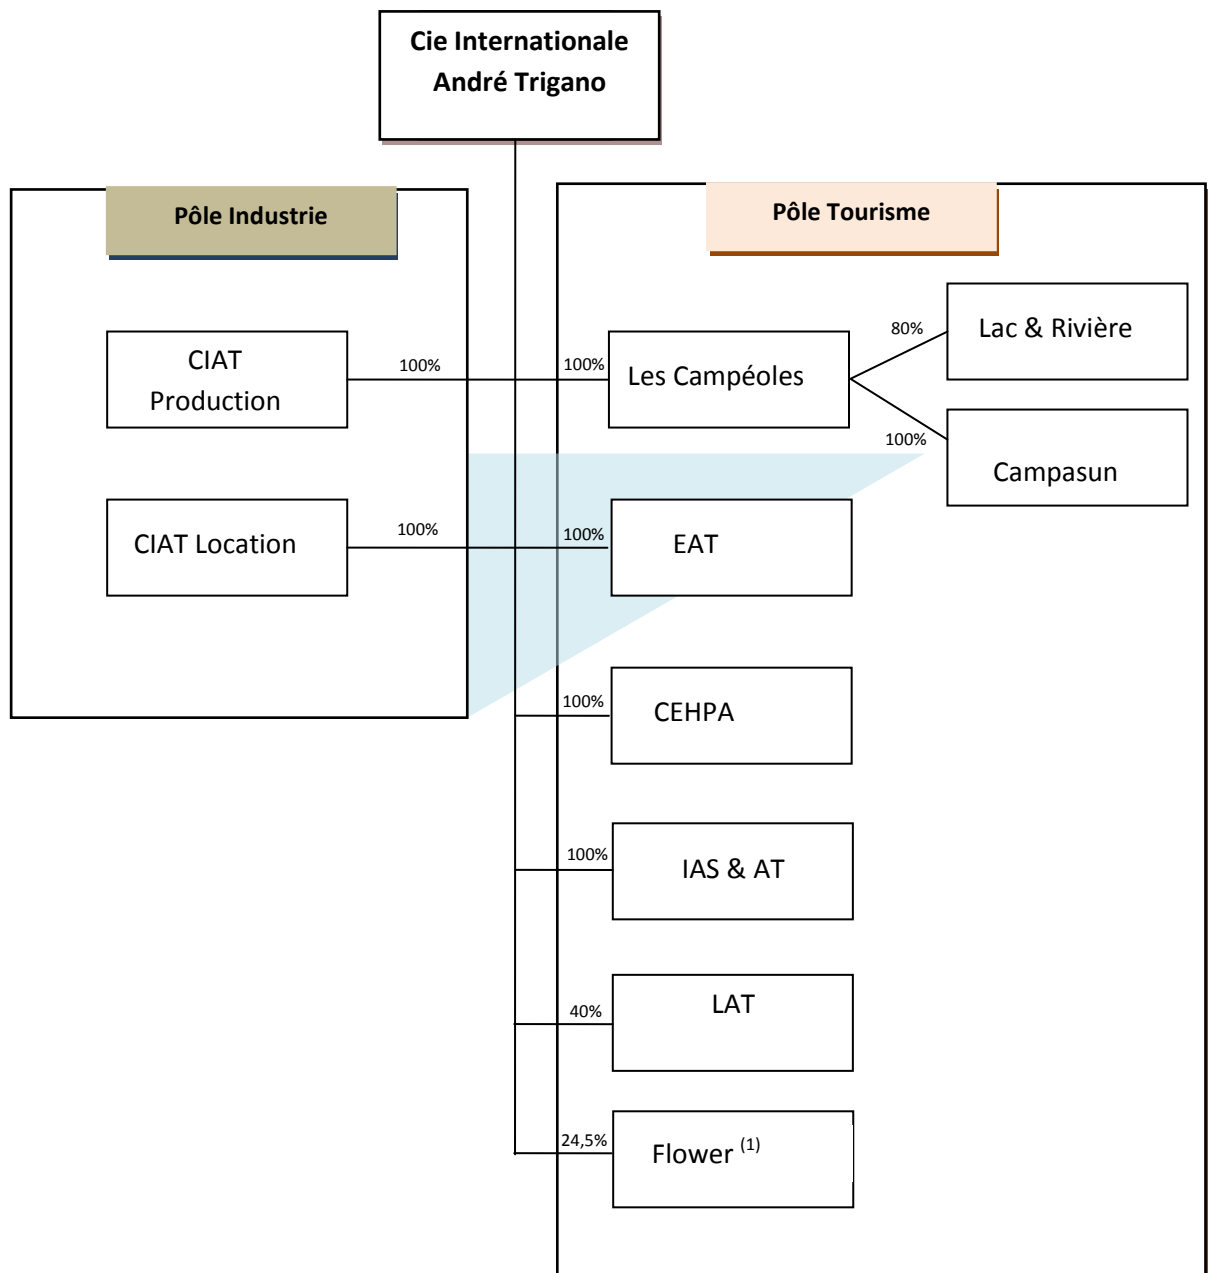 Cie Internationale
André Trigano
Pôle Industrie
Pôle Tourisme
CIAT
Production
100%
100%
Les Campéoles
80%
Lac & Rivière
100%
Campasun
CIAT Location
100%
100%
EAT
100%
CEHPA
100%
IAS & AT
40%
LAT
24,5%
Flower (1)